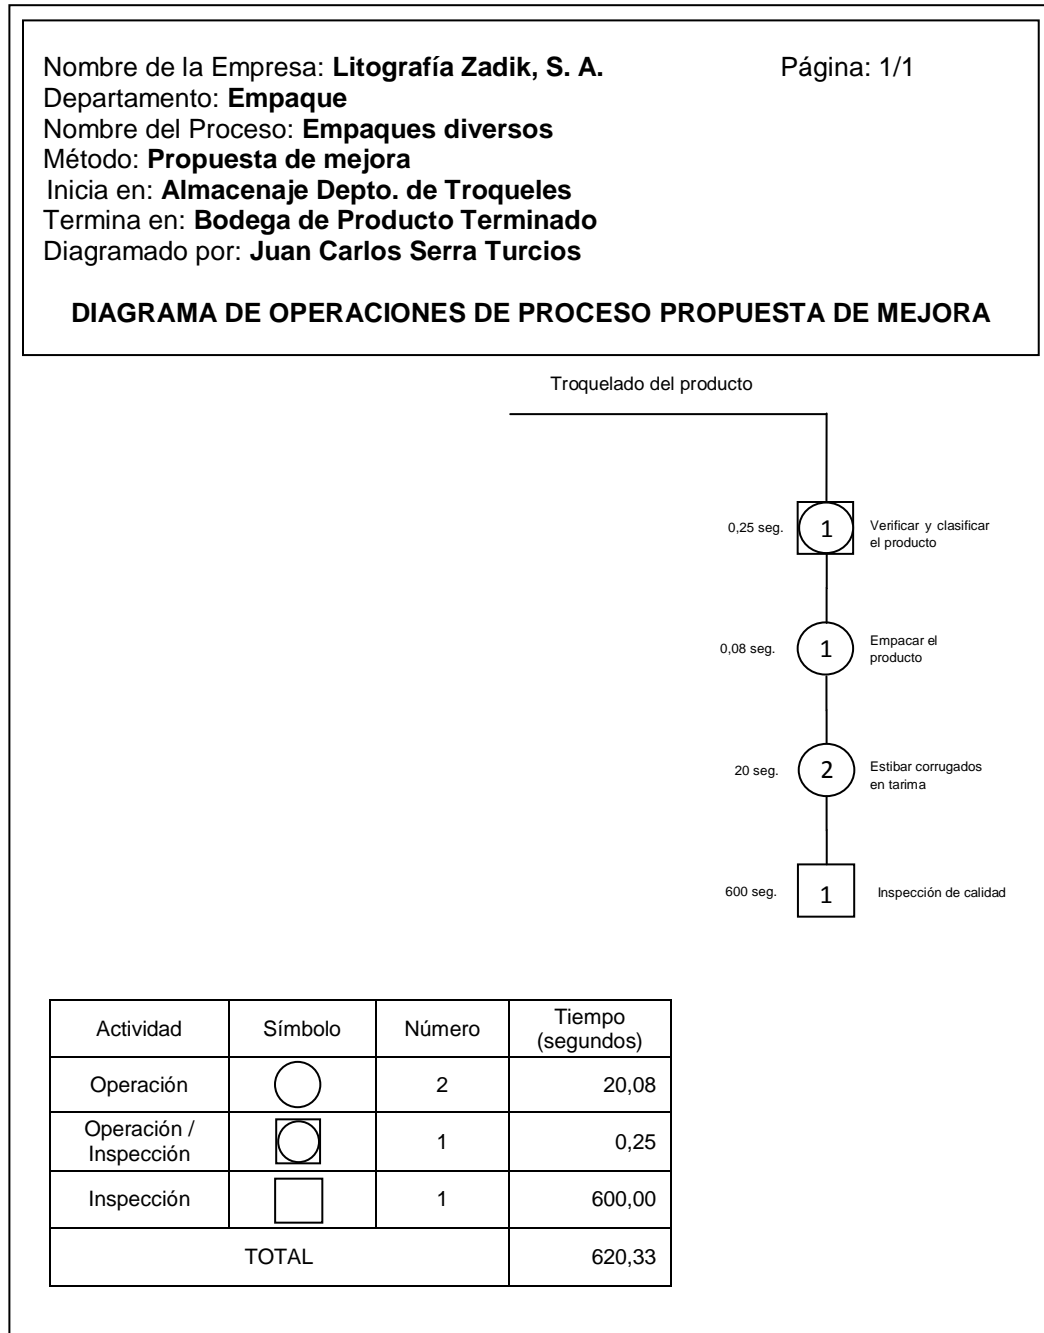 Nombre de la Empresa: Litografía Zadik, S. A. Página: 1/1
Departamento: Empaque
Nombre del Proceso: Empaques diversos
Método: Propuesta de mejora
Inicia en: Almacenaje Depto. de Troqueles
Termina en: Bodega de Producto Terminado
Diagramado por: Juan Carlos Serra Turcios
DIAGRAMA DE OPERACIONES DE PROCESO PROPUESTA DE MEJORA
Troquelado del producto
0,25 seg. 1 Verificar y clasificar
el producto
0,08 seg. 1 Empacar el
producto
20 seg. 2 Estibar corrugados
en tarima
600 seg. 1 Inspección de calidad
Actividad Símbolo Número Tiempo
(segundos)
Operación 2 20,08
Operación /
Inspección 1 0,25
Inspección 1 600,00
TOTAL 620,33